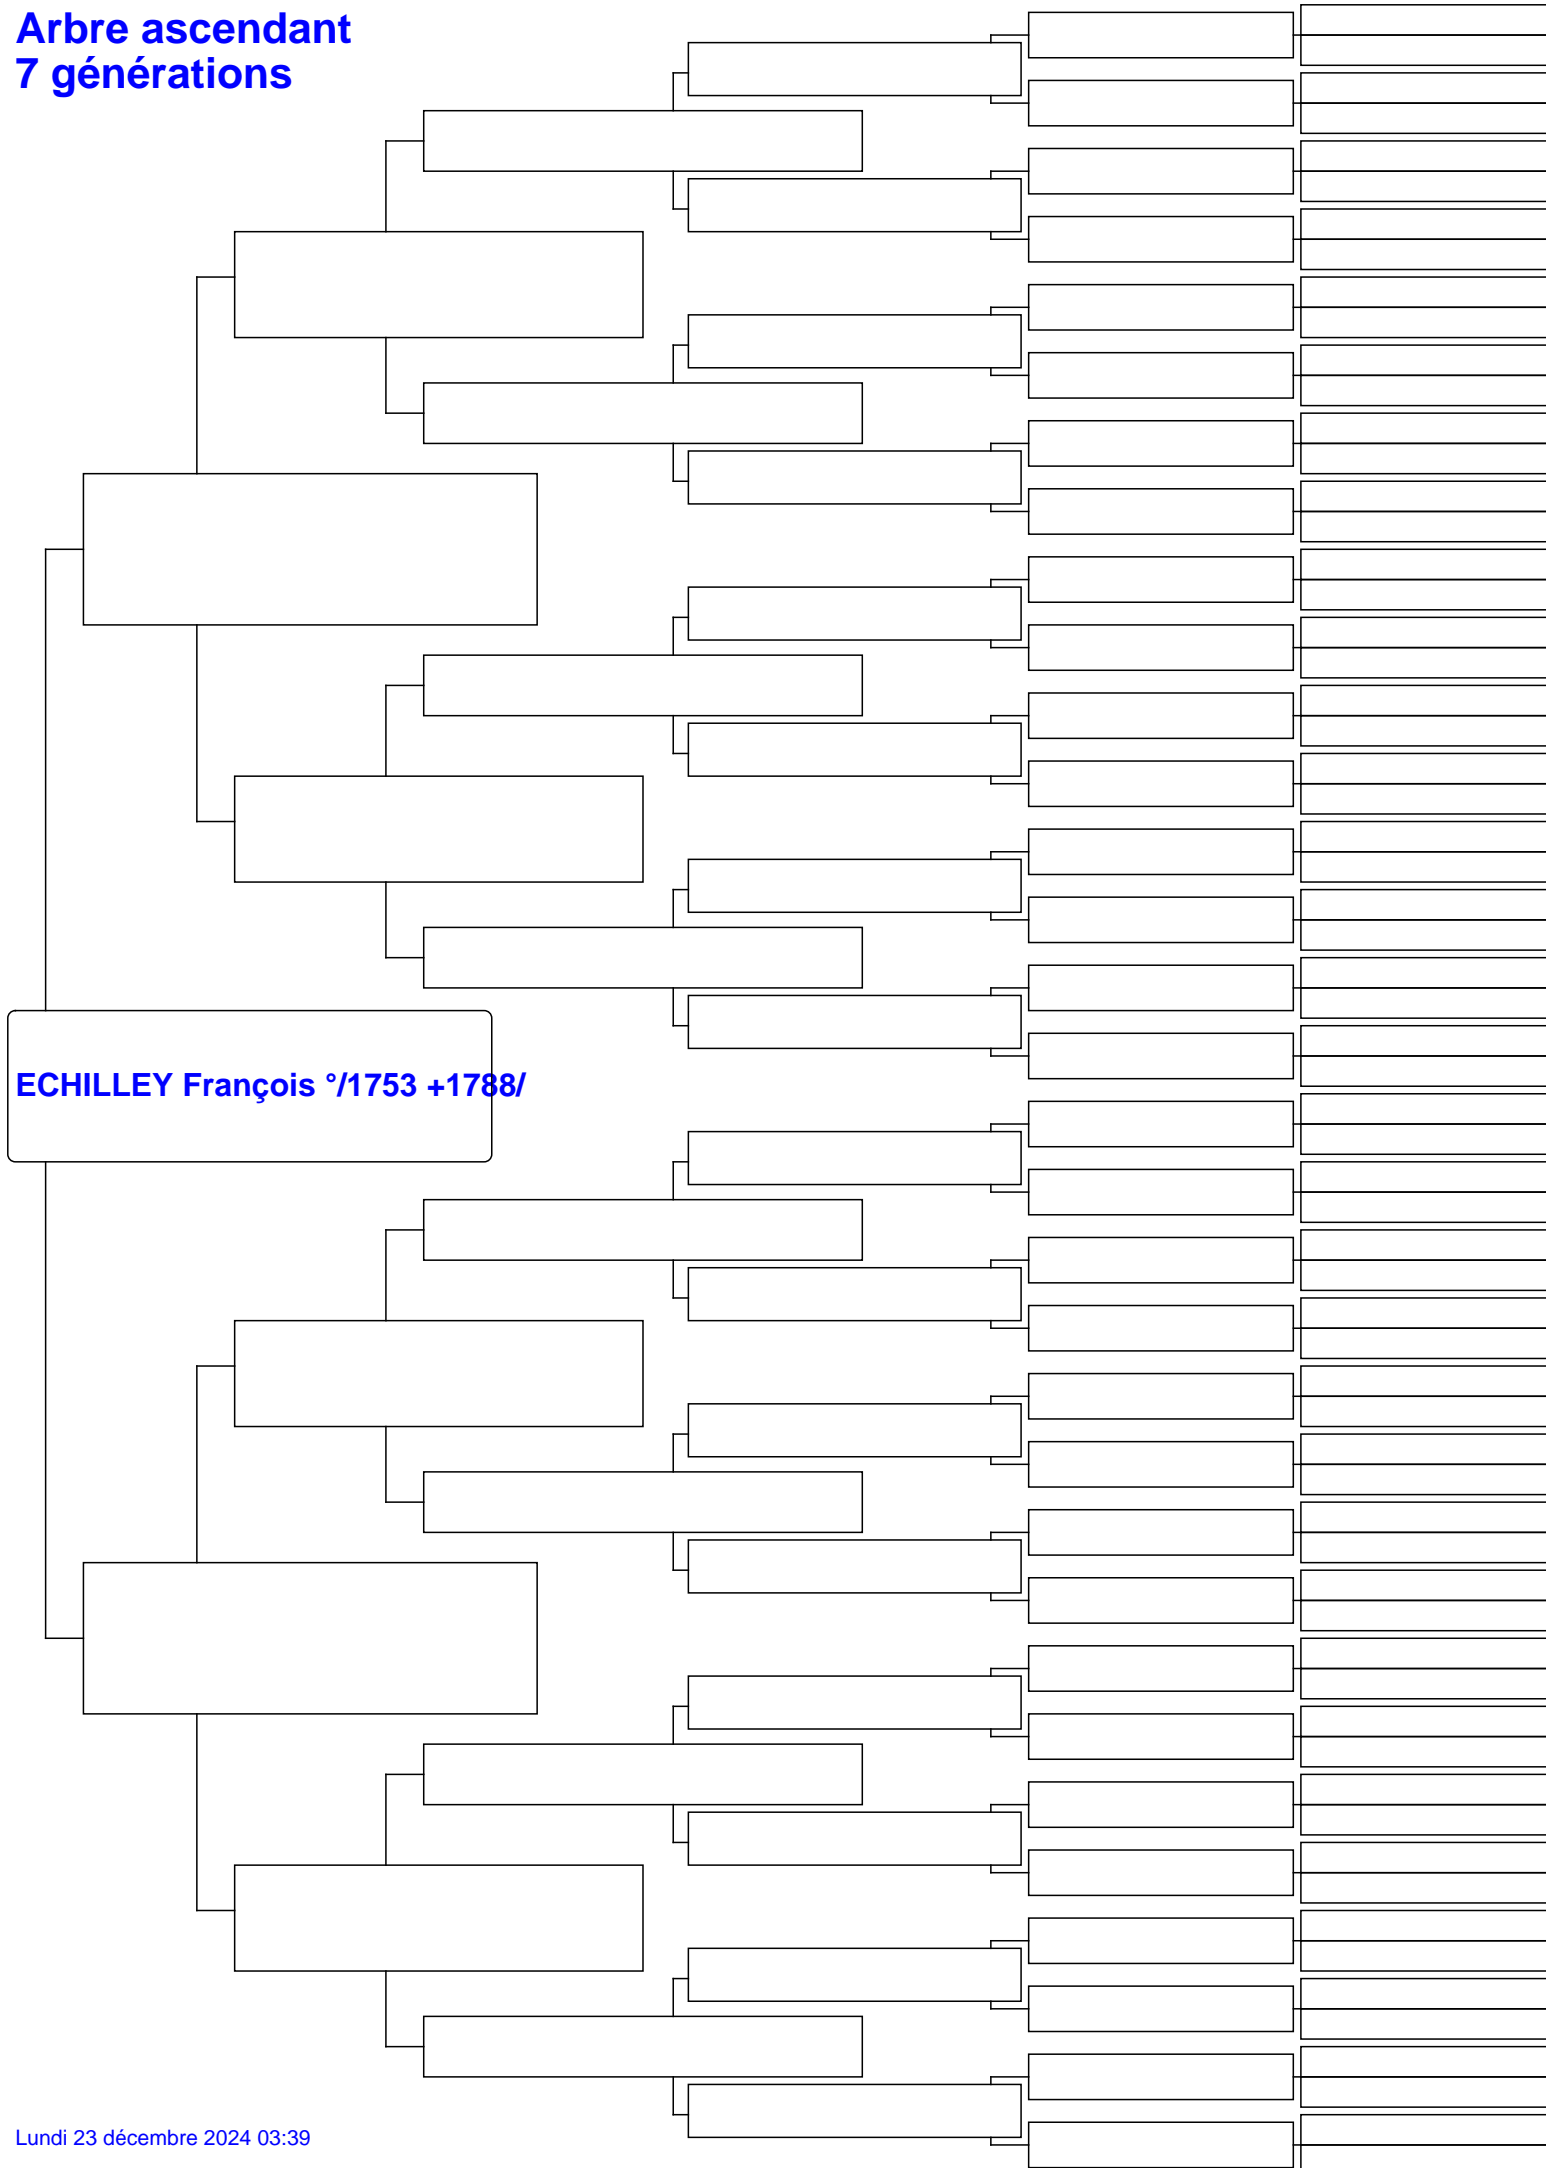 Arbre ascendant
7 générations
ECHILLEY François °/1753 +1788/
Lundi 23 décembre 2024 03:39